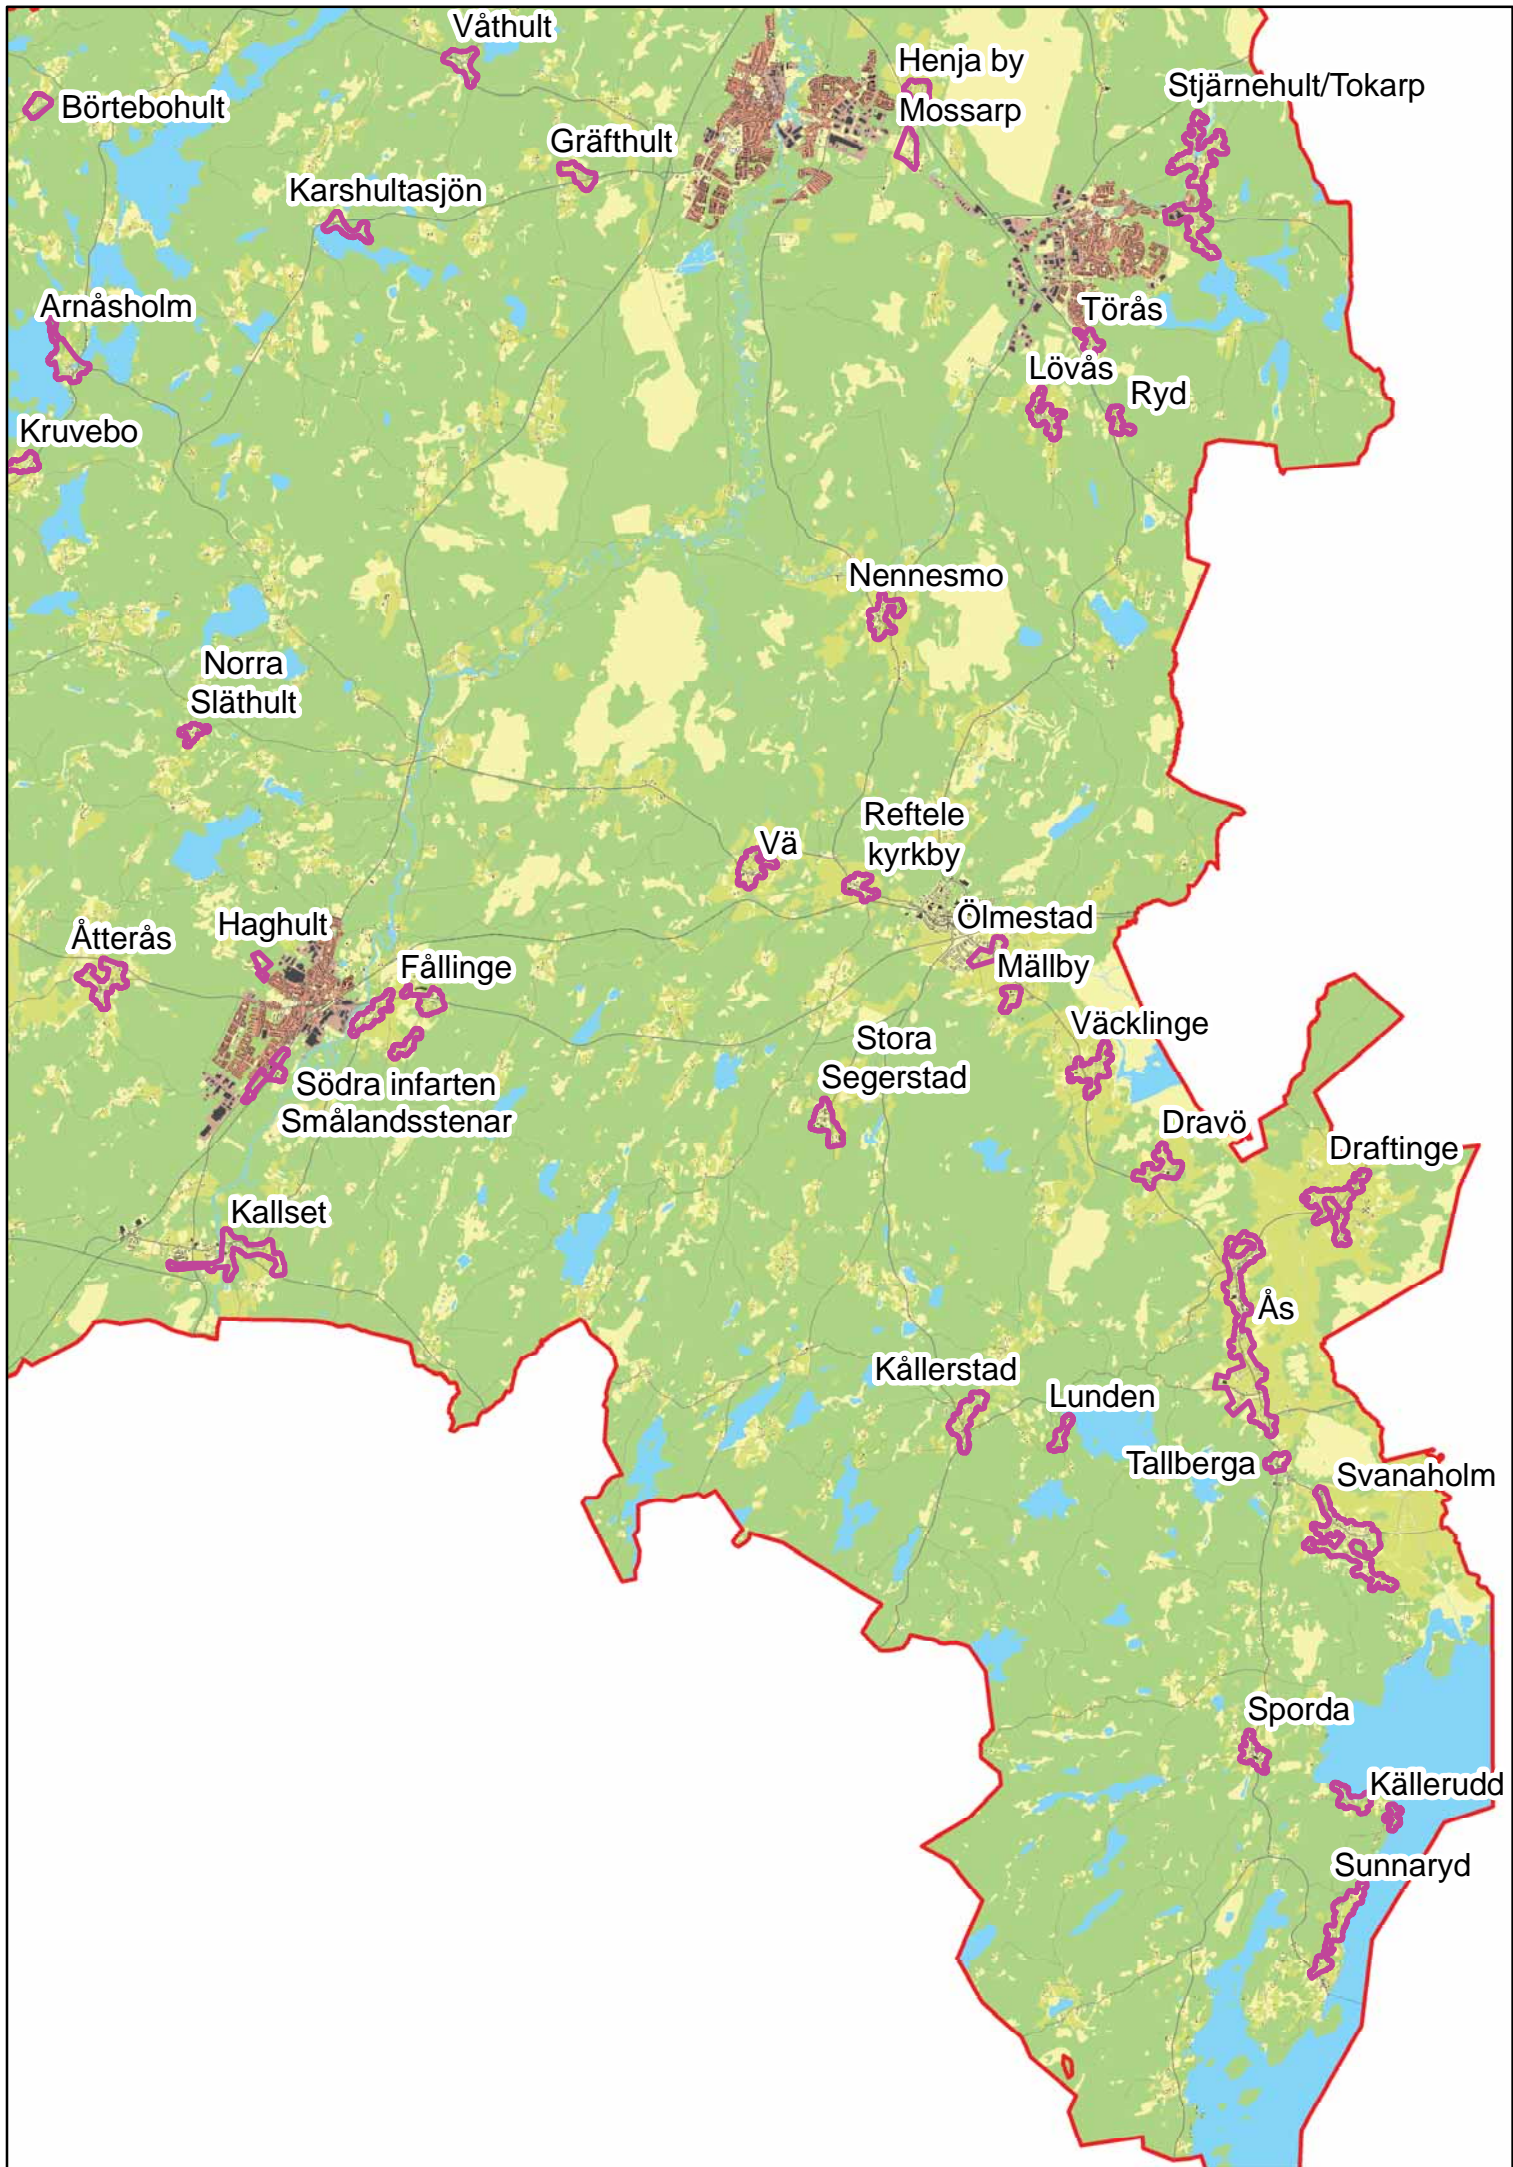 Våthult
Henja by
Stjärnehult/Tokarp
Börtebohult
Mossarp
Gräfthult
Karshultasjön
Arnåsholm
Törås
Lövås
Ryd
Kruvebo
Nennesmo
Norra
Släthult
Reftele
kyrkby
Vä
Ölmestad
Haghult
Åtterås
Fållinge
Mällby
Väcklinge
Stora
Segerstad
Södra infarten
Smålandsstenar
Dravö
Draftinge
Kallset
Ås
Kållerstad
Lunden
Tallberga
Svanaholm
Sporda
Källerudd
Sunnaryd